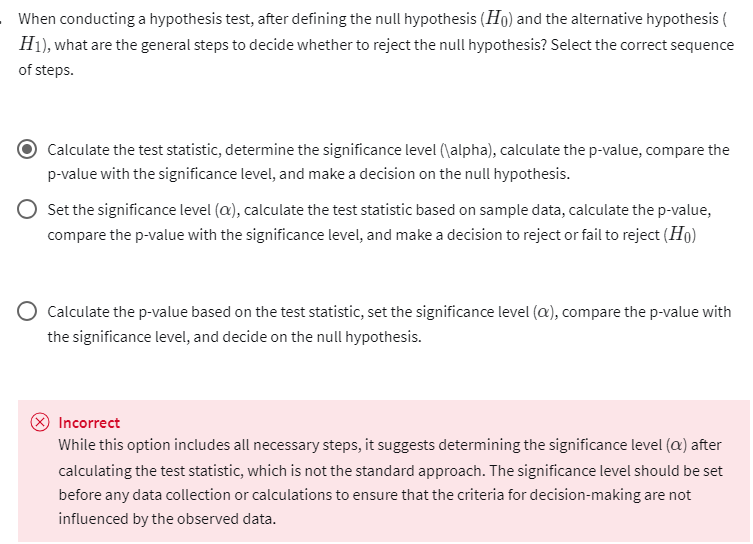 When conducting a hypothesis test, after defining the null hypothesis (H₀) and the alternative hypothesis (
H₁), what are the general steps to decide whether to reject the null hypothesis? Select the correct sequence
of steps.
Calculate the test statistic, determine the significance level (\alpha), calculate the p-value, compare the
p-value with the significance level, and make a decision on the null hypothesis.
Set the significance level (α), calculate the test statistic based on sample data, calculate the p-value,
compare the p-value with the significance level, and make a decision to reject or fail to reject (H₀)
Calculate the p-value based on the test statistic, set the significance level (α), compare the p-value with
the significance level, and decide on the null hypothesis.
Incorrect
While this option includes all necessary steps, it suggests determining the significance level (α) after
calculating the test statistic, which is not the standard approach. The significance level should be set
before any data collection or calculations to ensure that the criteria for decision-making are not
influenced by the observed data.